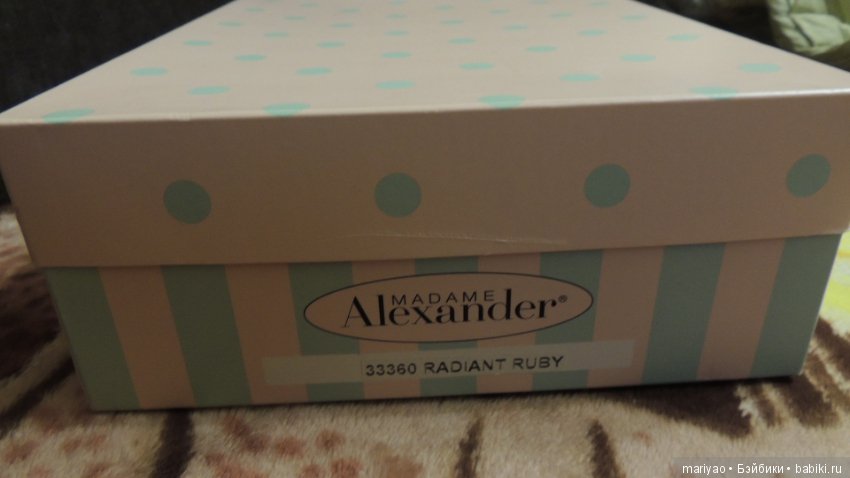 MADAME
Alexander®
33360 RADIANT RUBY
mariyao • Бэйбики • babiki.ru